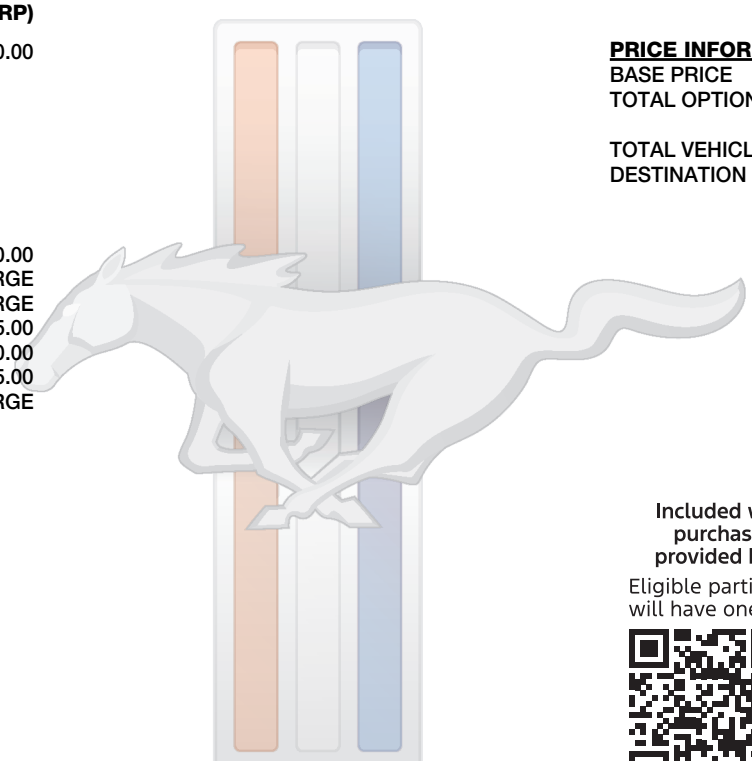 RP)
0.00
0.00
RGE
RGE
5.00
0.00
5.00
RGE
PRICE INFOR
BASE PRICE
TOTAL OPTION
TOTAL VEHICL
DESTINATION
Included
purchas
provided
Eligible parti
will have one